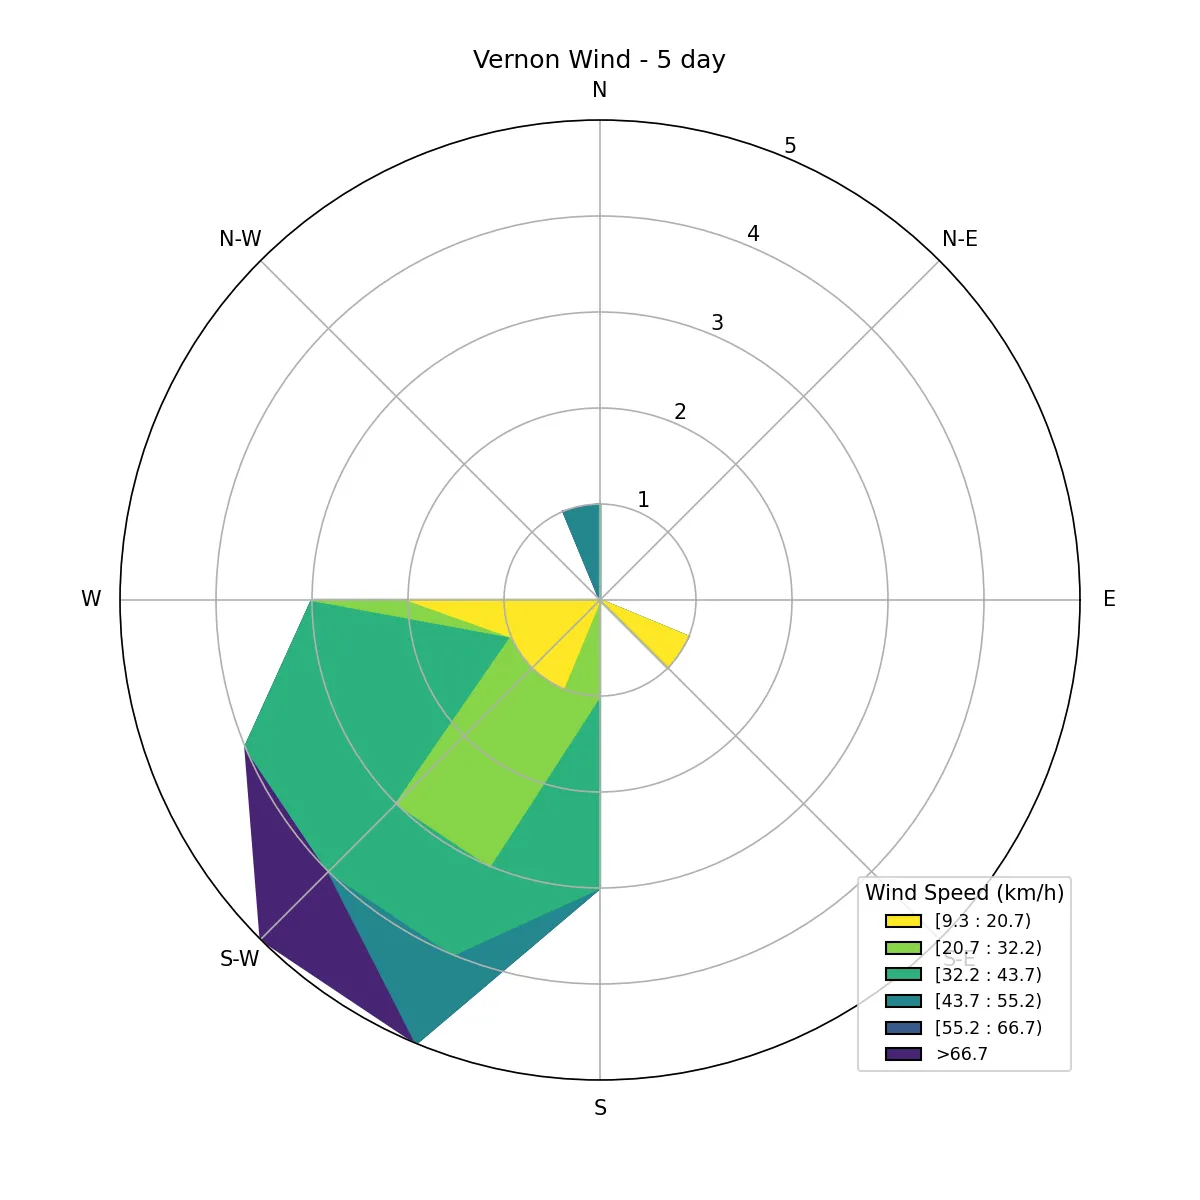 Vernon Wind - 5 day
N
5
N-W
N-E
4
3
2
1
W
E
Wind Speed (km/h)
[9.3 : 20.7)
[20.7 : 32.2)
S-W
S-E
[32.2 : 43.7)
[43.7 : 55.2)
[55.2 : 66.7)
>66.7
S